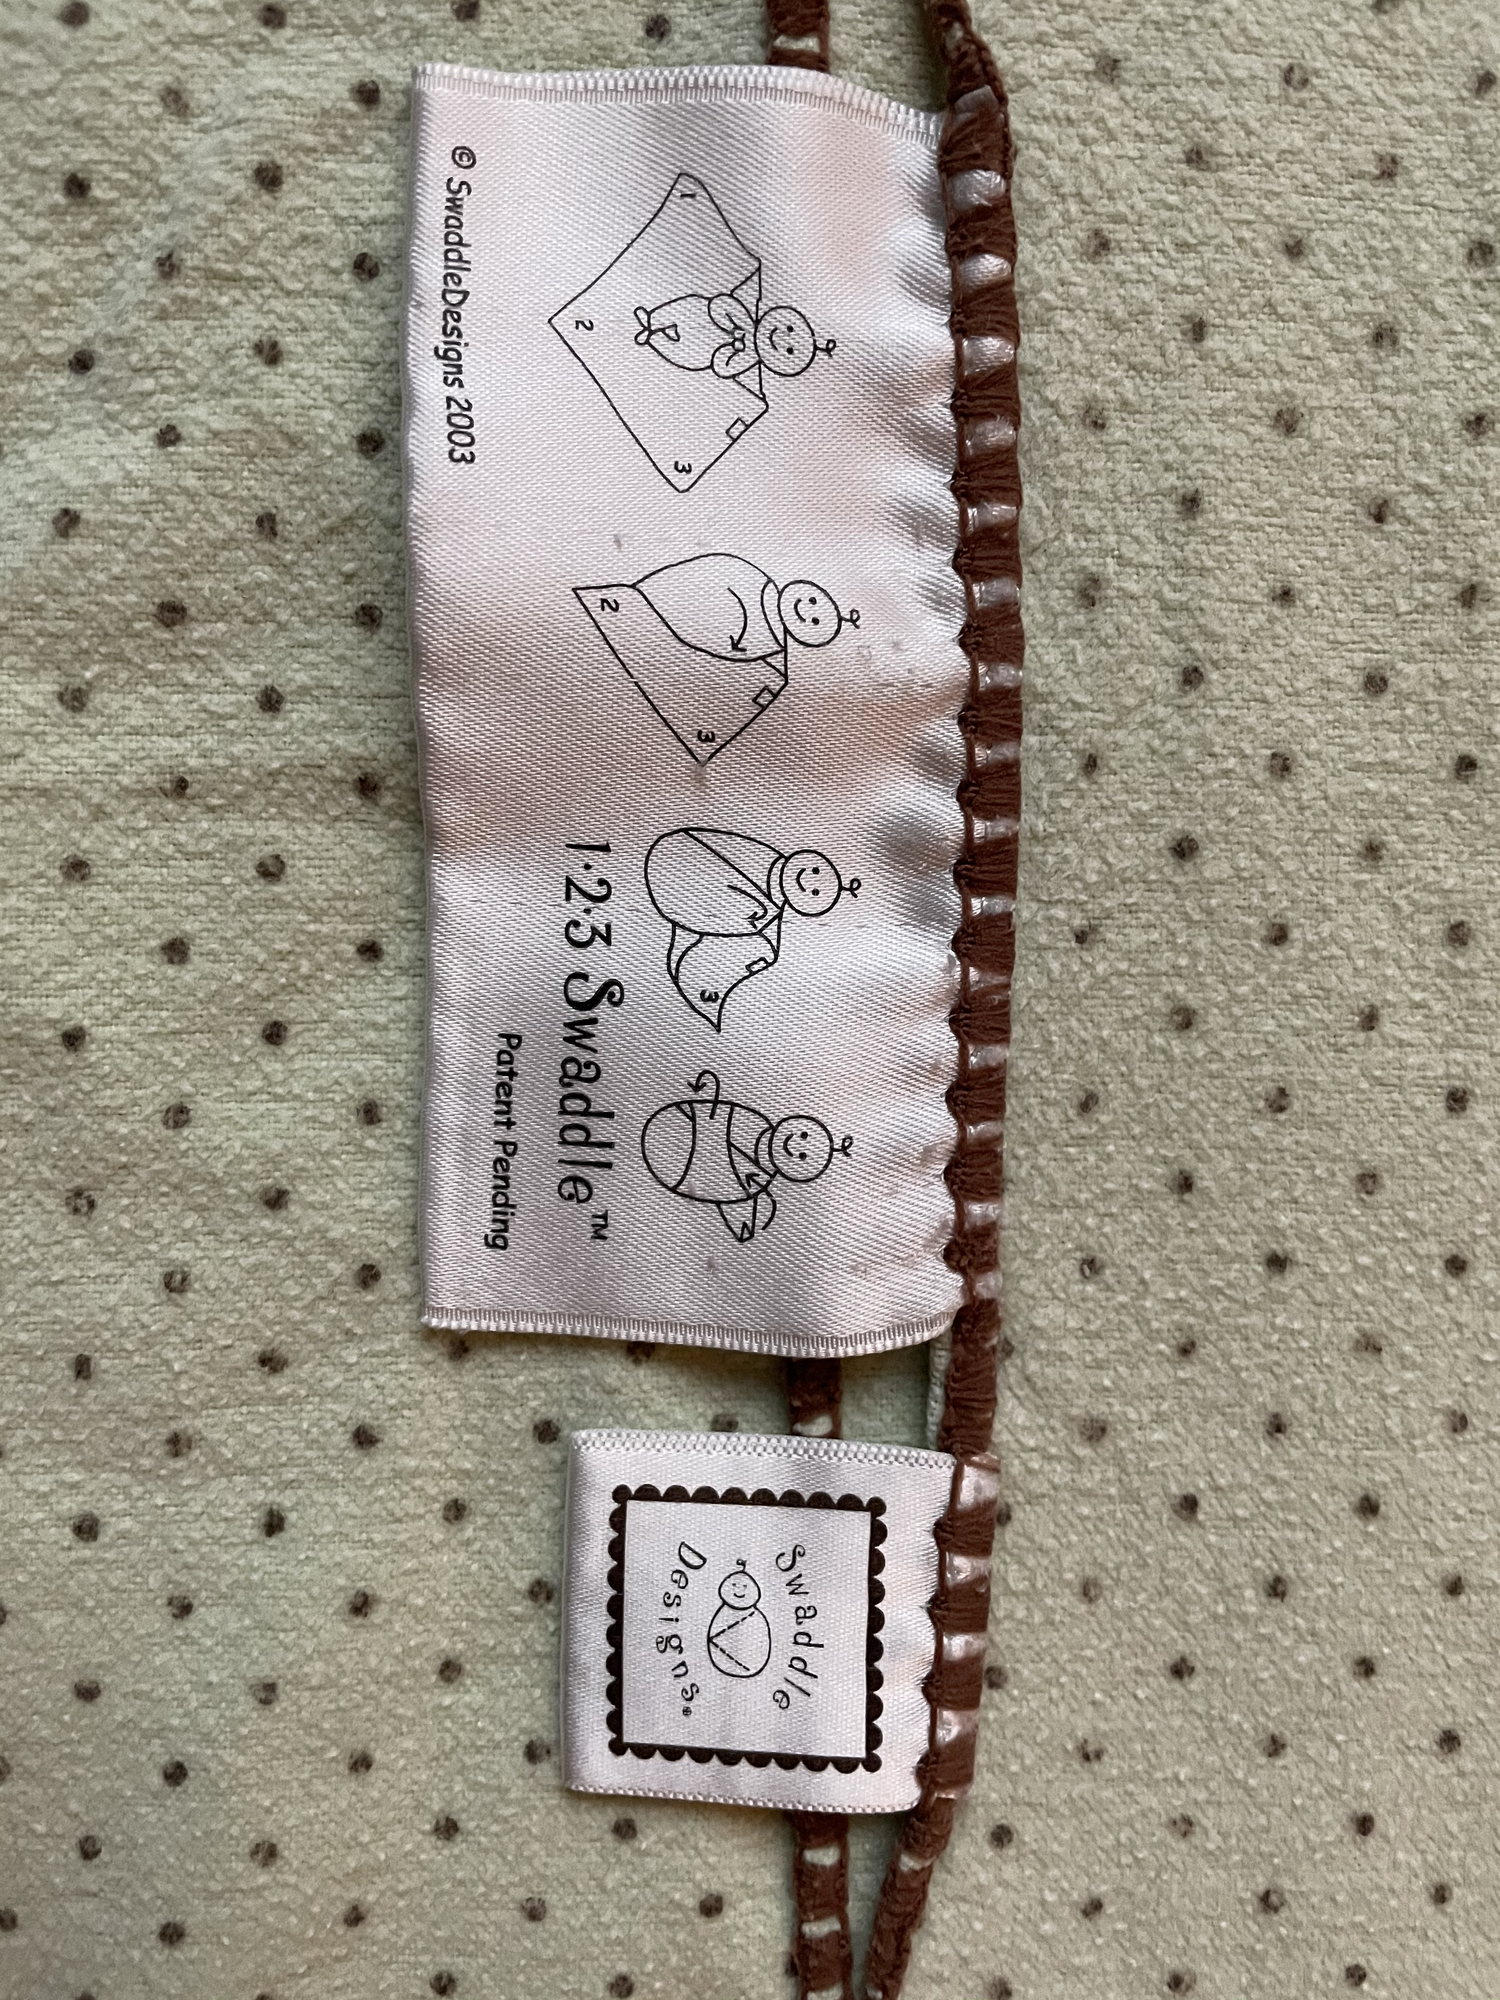 1
2
3
2
3
3
1·2·3 Swaddle™
Patent Pending
© SwaddleDesigns 2003
Swaddle
Designs®